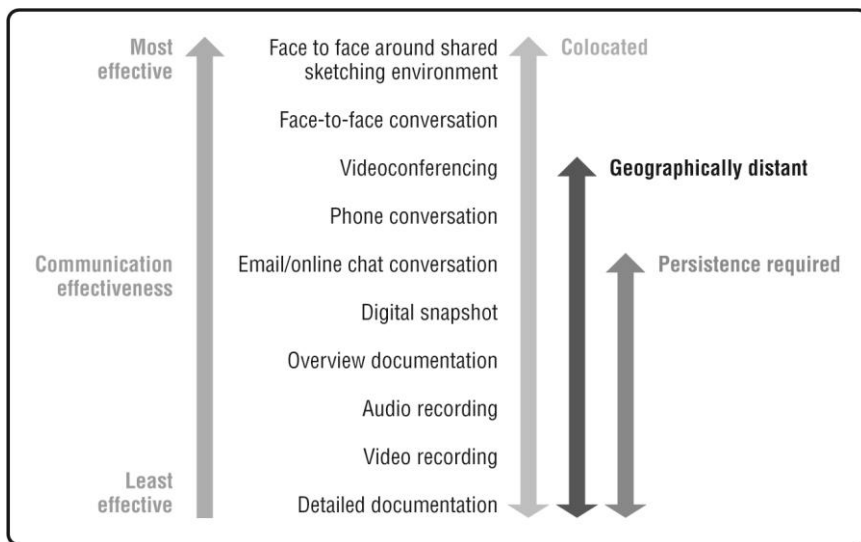 Most
effective
Face to face around shared
sketching environment
Colocated
Face-to-face conversation
Videoconferencing
Geographically distant
Phone conversation
Communication
effectiveness
Email/online chat conversation
Persistence required
Digital snapshot
Overview documentation
Audio recording
Video recording
Least
effective
Detailed documentation